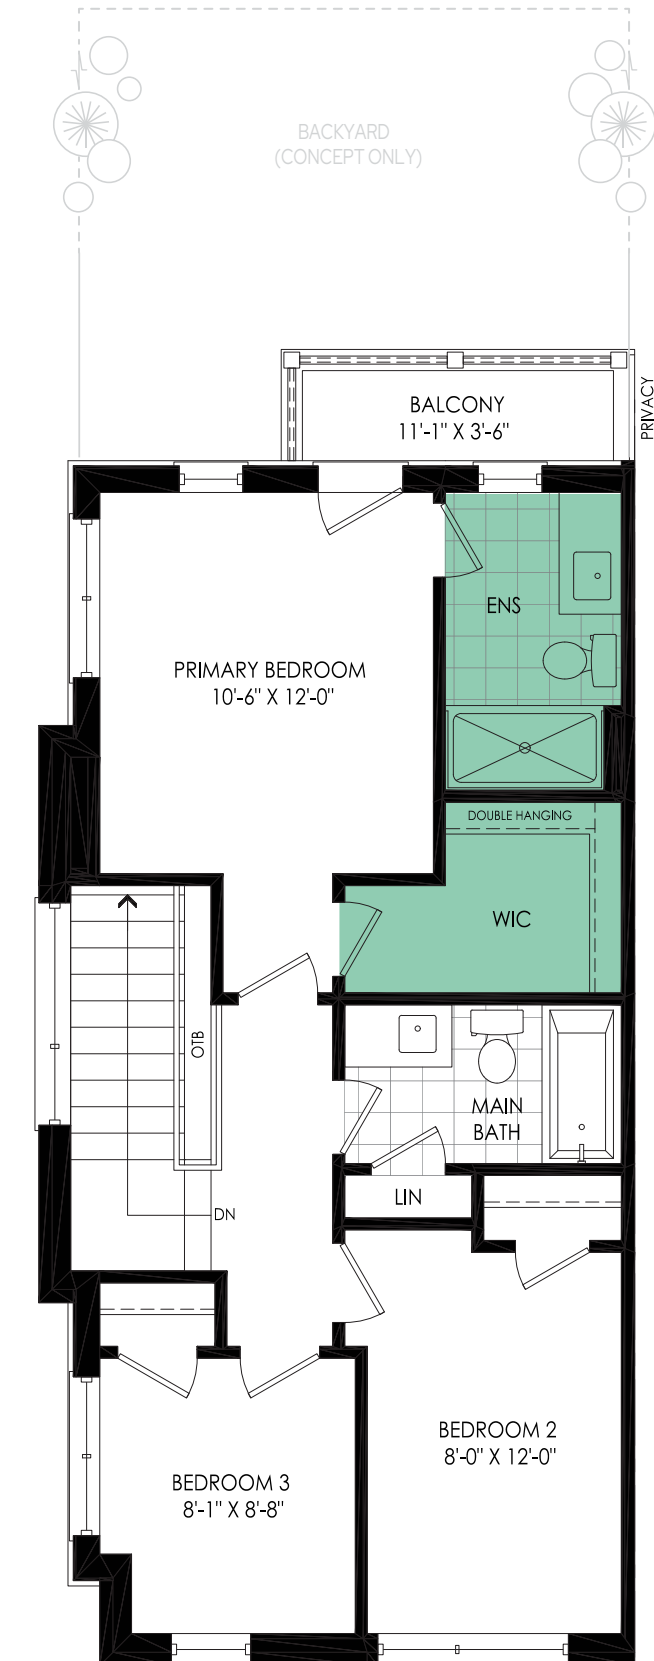 BACKYARD
(CONCEPT ONLY)
BALCONY
11'-1" X 3'-6"
PRIVACY
ENS
PRIMARY BEDROOM
10'-6" X 12'-0"
DOUBLE HANGING
WIC
OTB
MAIN
BATH
LIN
DN
BEDROOM 2
8'-0" X 12'-0"
BEDROOM 3
8'-1" X 8'-8"